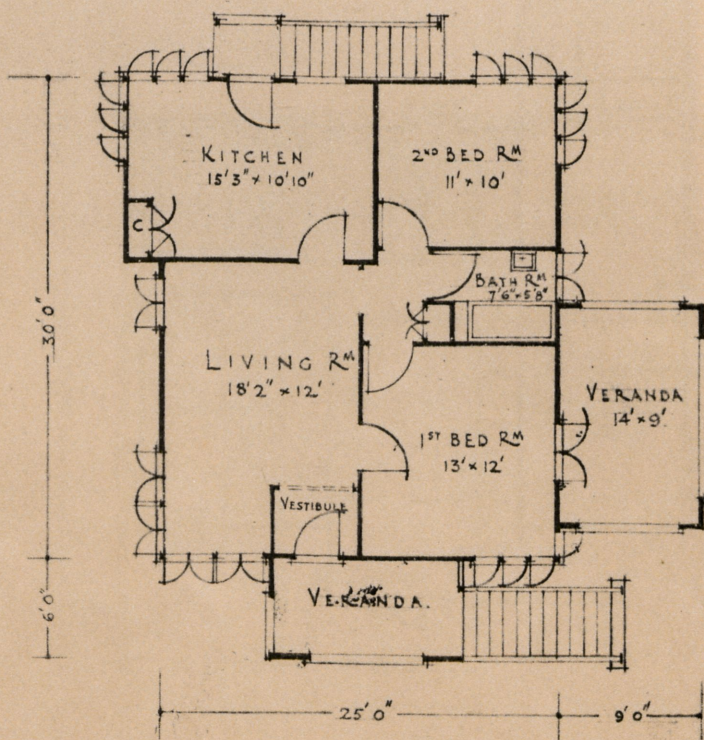 KITCHEN
15'3" × 10'10"
2ND BED RM
11' × 10'
C
BATH RM
7'6" × 5'8"
LIVING RM
18'2" × 12'
VERANDA
14' × 9'
1ST BED RM
13' × 12'
VESTIBULE
VERANDA.
30'0"
6'0"
25'0"
9'0"